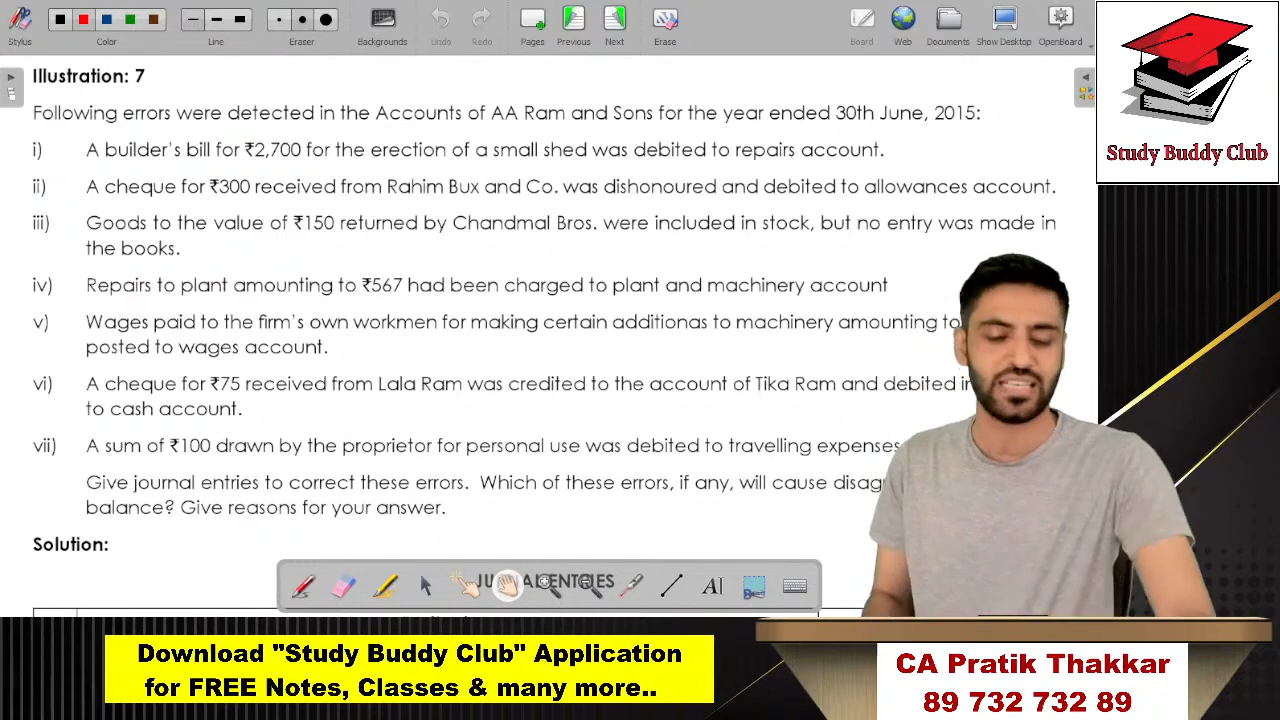 Stylus
Color
Line
Eraser
Backgrounds
Undo
Redo
Pages
Previous
Next
Erase
Board
Web
Documents
Show Desktop
OpenBoard
Study Buddy Club
Illustration: 7
Following errors were detected in the Accounts of AA Ram and Sons for the year ended 30th June, 2015:
i) A builder's bill for ₹2,700 for the erection of a small shed was debited to repairs account.
ii) A cheque for ₹300 received from Rahim Bux and Co. was dishonoured and debited to allowances account.
iii) Goods to the value of ₹150 returned by Chandmal Bros. were included in stock, but no entry was made in
the books.
iv) Repairs to plant amounting to ₹567 had been charged to plant and machinery account
v) Wages paid to the firm's own workmen for making certain additionas to machinery amounting to
posted to wages account.
vi) A cheque for ₹75 received from Lala Ram was credited to the account of Tika Ram and debited
to cash account.
vii) A sum of ₹100 drawn by the proprietor for personal use was debited to travelling expenses
Give journal entries to correct these errors. Which of these errors, if any, will cause
balance? Give reasons for your answer.
Solution:
AI
Download "Study Buddy Club" Application
for FREE Notes, Classes & many more..
CA Pratik Thakkar
89 732 732 89